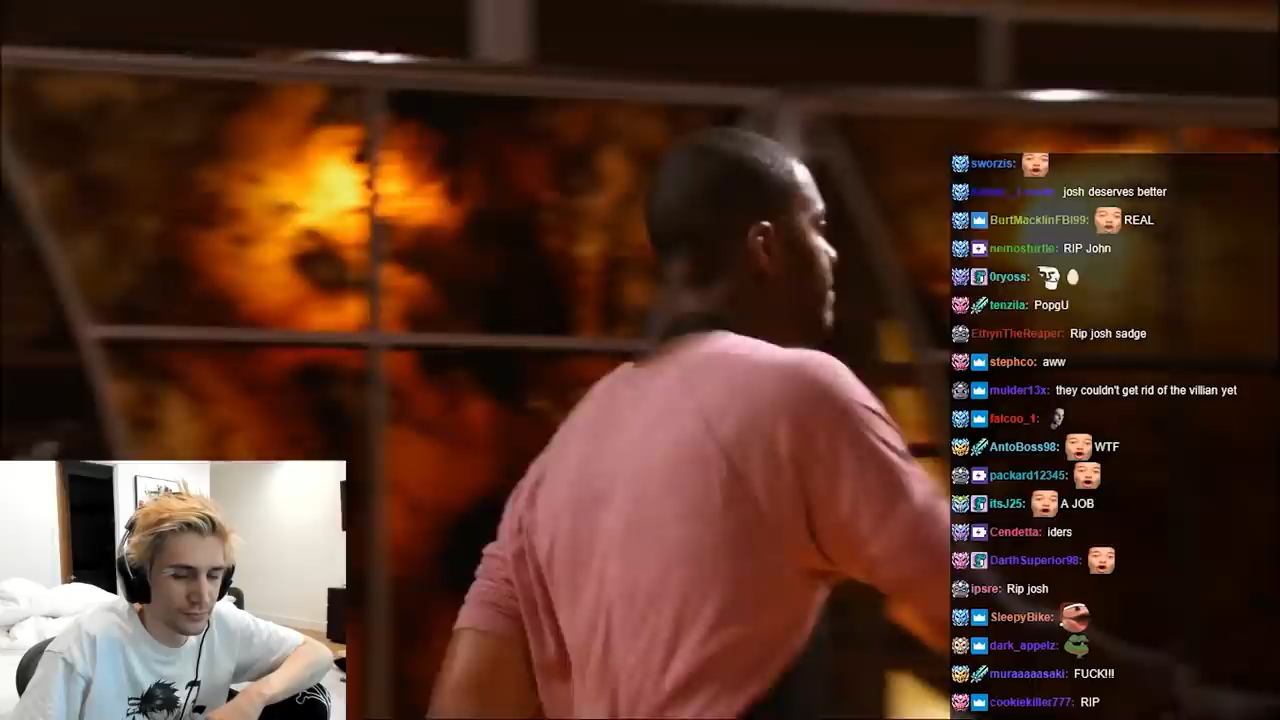 sworzis:
josh deserves better
BurtMacklinFBI99: REAL
nemosturtle: RIP John
0ryoss:
tenzila: PopgU
EthynTheReaper: Rip josh sadge
stephco: aww
mulder13x: they couldn't get rid of the villian yet
falcoo_1:
AntoBoss98: WTF
packard12345:
itsJ25: A JOB
Cendetta: iders
DarthSuperior98:
ipsre: Rip josh
SleepyBike:
dark_appelz:
muraaaaasaki: FUCK!!!
cookiekiller777: RIP